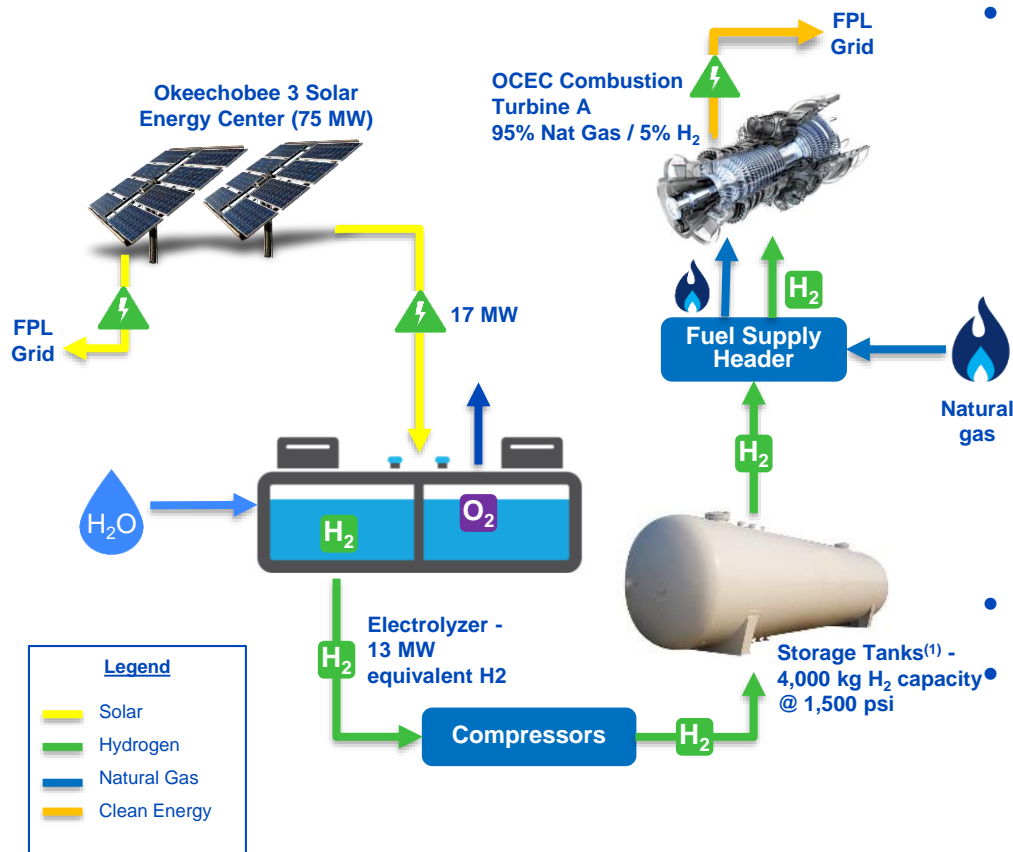 FPL
Grid
Okeechobee 3 Solar
Energy Center (75 MW)
OCEC Combustion
Turbine A
95% Nat Gas / 5% H₂
FPL
Grid
17 MW
H₂
Fuel Supply
Header
Natural
gas
H₂
H₂O
H₂
O₂
H₂
Electrolyzer -
13 MW
equivalent H2
Compressors
H₂
Storage Tanks⁽¹⁾ -
4,000 kg H₂ capacity
@ 1,500 psi
Legend
Solar
Hydrogen
Natural Gas
Clean Energy